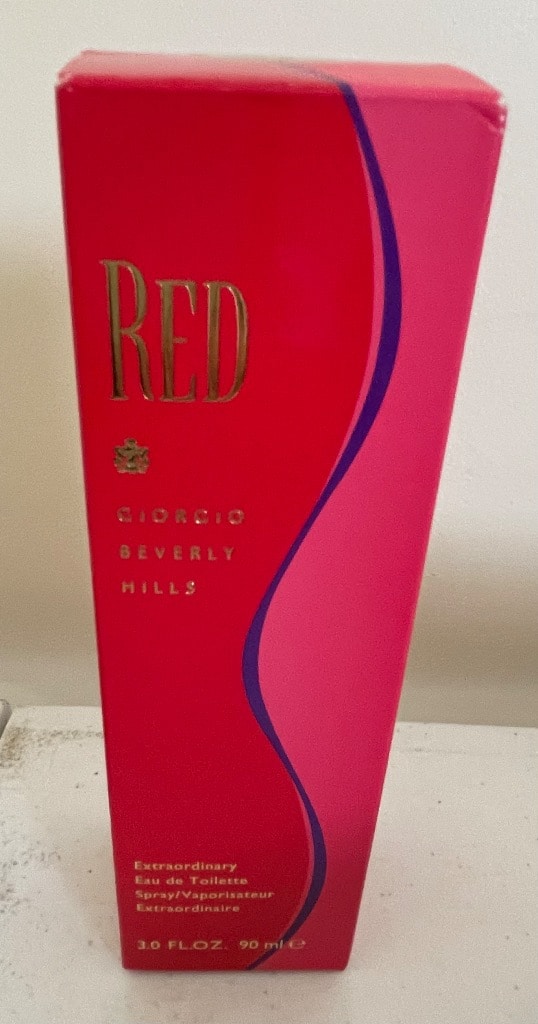 RED
GIORGIO
BEVERLY
HILLS
Extraordinary
Eau de Toilette
Spray/Vaporisateur
Extraordinaire
3.0 FL.OZ. 90 ml ℮